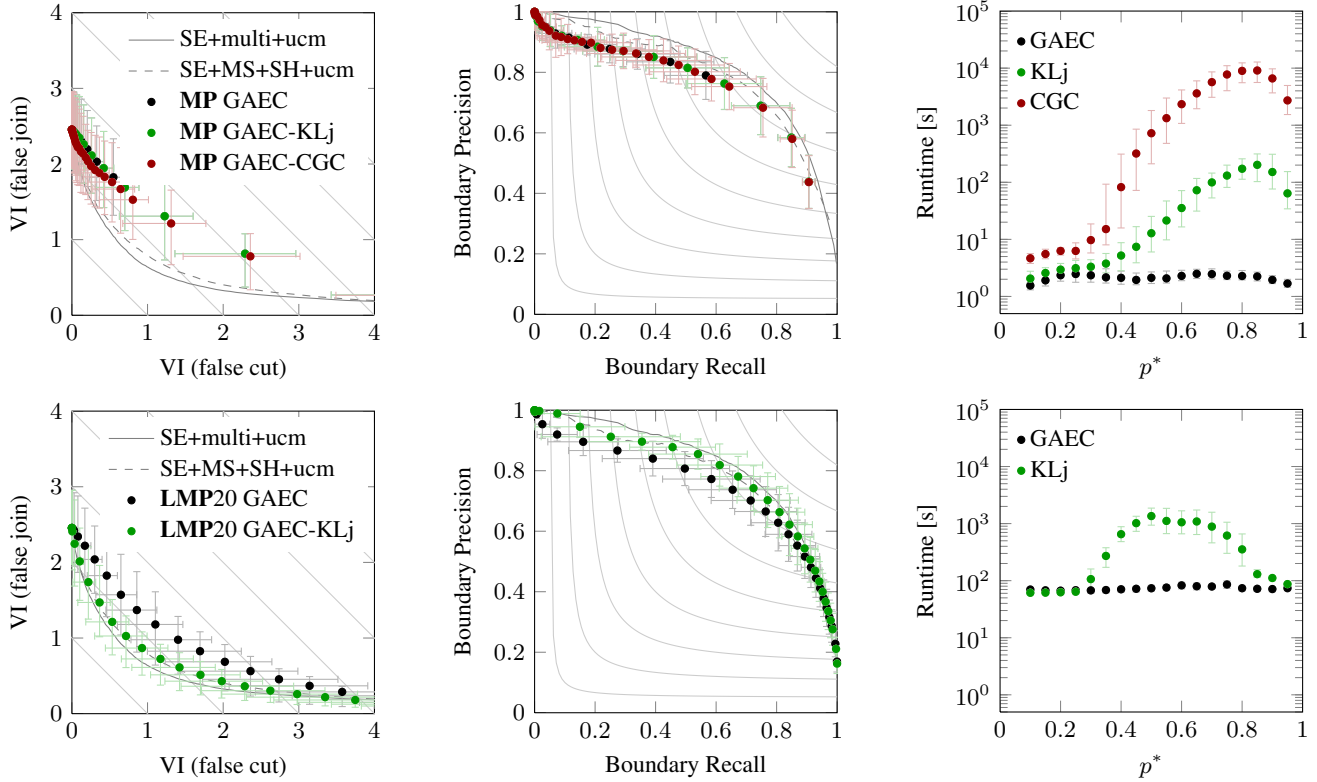 4
3
2
1
0
0
1
2
3
4
VI (false join)
VI (false cut)
SE+multi+ucm
SE+MS+SH+ucm
MP GAEC
MP GAEC-KLj
MP GAEC-CGC
1
0.8
0.6
0.4
0.2
0
0
0.2
0.4
0.6
0.8
1
Boundary Precision
Boundary Recall
10^5
10^4
10^3
10^2
10^1
10^0
0
0.2
0.4
0.6
0.8
1
Runtime [s]
p*
GAEC
KLj
CGC
4
3
2
1
0
0
1
2
3
4
VI (false join)
VI (false cut)
SE+multi+ucm
SE+MS+SH+ucm
LMP20 GAEC
LMP20 GAEC-KLj
1
0.8
0.6
0.4
0.2
0
0
0.2
0.4
0.6
0.8
1
Boundary Precision
Boundary Recall
s
10^5
10^4
10^3
10^2
10^1
10^0
0
0.2
0.4
0.6
0.8
1
Runtime [s]
p*
GAEC
KLj